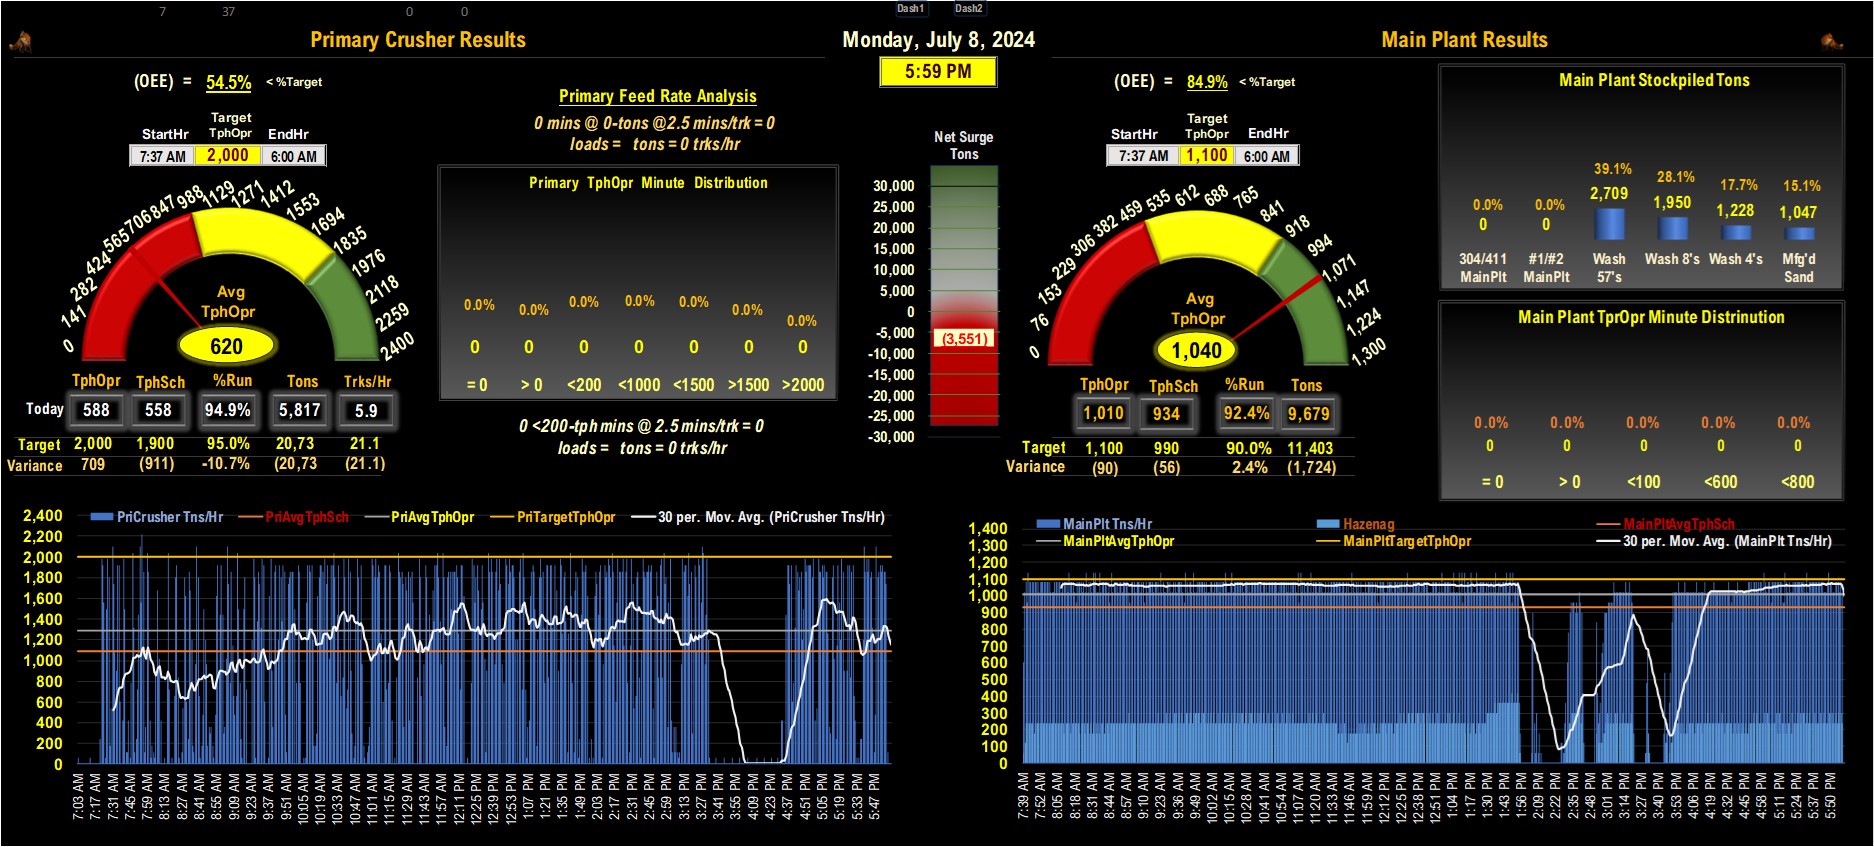 7 37 0 0 Dash1 Dash2
Primary Crusher Results
Monday, July 8, 2024
Main Plant Results
5:59 PM
(OEE) = 54.5% < %Target
Target
StartHr TphOpr EndHr
7:37 AM 2,000 6:00 AM
0 141 282 424 565 706 847 988 1129 1271 1412 1553 1694 1835 1976 2118 2259 2400
Avg
TphOpr
620
TphOpr TphSch %Run Tons Trks/Hr
Today 588 558 94.9% 5,817 5.9
Target 2,000 1,900 95.0% 20,73 21.1
Variance 709 (911) -10.7% (20,73 (21.1)
Primary Feed Rate Analysis
0 mins @ 0-tons @2.5 mins/trk = 0
loads = tons = 0 trks/hr
Primary TphOpr Minute Distribution
0.0% 0.0% 0.0% 0.0% 0.0% 0.0% 0.0%
0 0 0 0 0 0 0
= 0 > 0 <200 <1000 <1500 >1500 >2000
0 <200-tph mins @ 2.5 mins/trk = 0
loads = tons = 0 trks/hr
Net Surge
Tons
30,000
25,000
20,000
15,000
10,000
5,000
0
-5,000
(3,551)
-10,000
-15,000
-20,000
-25,000
-30,000
(OEE) = 84.9% < %Target
Target
StartHr TphOpr EndHr
7:37 AM 1,100 6:00 AM
0 76 153 229 306 382 459 535 612 688 765 841 918 994 1,071 1,147 1,224 1,300
Avg
TphOpr
1,040
TphOpr TphSch %Run Tons
1,010 934 92.4% 9,679
Target 1,100 990 90.0% 11,403
Variance (90) (56) 2.4% (1,724)
Main Plant Stockpiled Tons
0.0% 0.0% 39.1% 28.1% 17.7% 15.1%
0 0 2,709 1,950 1,228 1,047
304/411 #1/#2 Wash Wash 8's Wash 4's Mfg'd
MainPlt MainPlt 57's Sand
Main Plant TprOpr Minute Distrinution
0.0% 0.0% 0.0% 0.0% 0.0%
0 0 0 0 0
= 0 > 0 <100 <600 <800
PriCrusher Tns/Hr PriAvgTphSch PriAvgTphOpr PriTargetTphOpr 30 per. Mov. Avg. (PriCrusher Tns/Hr)
2,400
2,200
2,000
1,800
1,600
1,400
1,200
1,000
800
600
400
200
0
7:03 AM 7:17 AM 7:31 AM 7:45 AM 7:59 AM 8:13 AM 8:27 AM 8:41 AM 8:55 AM 9:09 AM 9:23 AM 9:37 AM 9:51 AM 10:05 AM 10:19 AM 10:33 AM 10:47 AM 11:01 AM 11:15 AM 11:29 AM 11:43 AM 11:57 AM 12:11 PM 12:25 PM 12:39 PM 12:53 PM 1:07 PM 1:21 PM 1:35 PM 1:49 PM 2:03 PM 2:17 PM 2:31 PM 2:45 PM 2:59 PM 3:13 PM 3:27 PM 3:41 PM 3:55 PM 4:09 PM 4:23 PM 4:37 PM 4:51 PM 5:05 PM 5:19 PM 5:33 PM 5:47 PM
MainPlt Tns/Hr Hazenag MainPltAvgTphSch
MainPltAvgTphOpr MainPltTargetTphOpr 30 per. Mov. Avg. (MainPlt Tns/Hr)
1,400
1,300
1,200
1,100
1,000
900
800
700
600
500
400
300
200
100
0
7:39 AM 7:52 AM 8:05 AM 8:18 AM 8:31 AM 8:44 AM 8:57 AM 9:10 AM 9:23 AM 9:36 AM 9:49 AM 10:02 AM 10:15 AM 10:28 AM 10:41 AM 10:54 AM 11:07 AM 11:20 AM 11:33 AM 11:46 AM 11:59 AM 12:12 PM 12:25 PM 12:38 PM 12:51 PM 1:04 PM 1:17 PM 1:30 PM 1:43 PM 1:56 PM 2:09 PM 2:22 PM 2:35 PM 2:48 PM 3:01 PM 3:14 PM 3:27 PM 3:40 PM 3:53 PM 4:06 PM 4:19 PM 4:32 PM 4:45 PM 4:58 PM 5:11 PM 5:24 PM 5:37 PM 5:50 PM